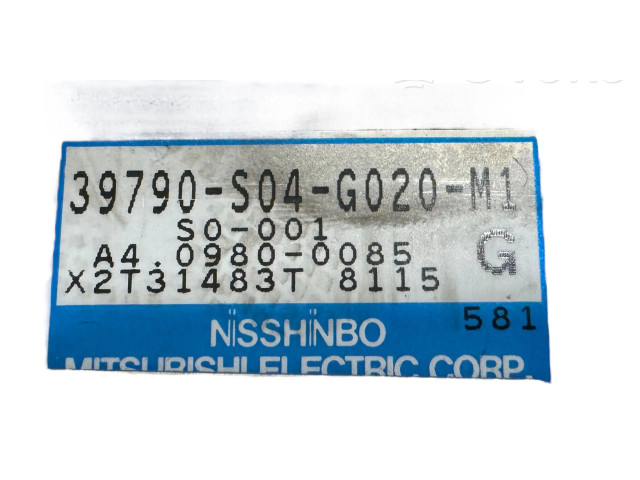 39790-S04-G020-M1
S0-001
A4.0980-0085 G
X2T31483T 8115
581
NiSSHiNBO
MITSUBISHI ELECTRIC CORP.